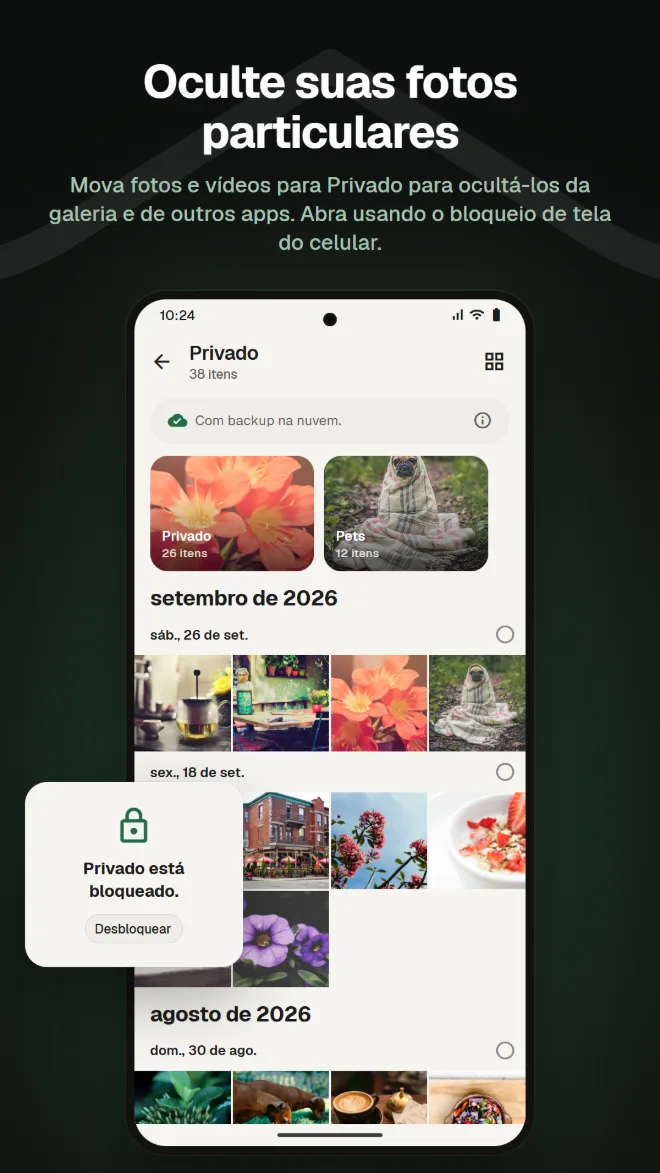 Oculte suas fotos
particulares
Mova fotos e vídeos para Privado para ocultá-los da
galeria e de outros apps. Abra usando o bloqueio de tela
do celular.
10:24
Privado
38 itens
Com backup na nuvem.
Privado
26 itens
Pets
12 itens
setembro de 2026
sáb., 26 de set.
sex., 18 de set.
Privado está
bloqueado.
Desbloquear
agosto de 2026
dom., 30 de ago.